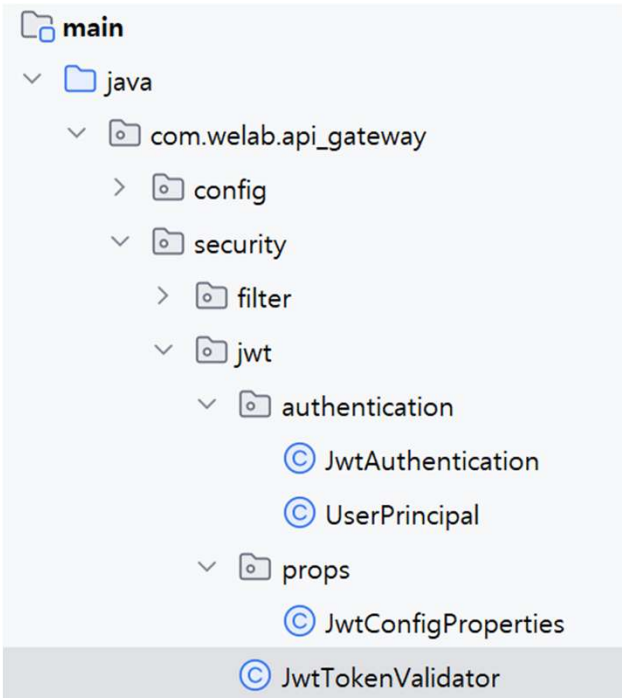 main
java
com.welab.api_gateway
config
security
filter
jwt
authentication
C JwtAuthentication
C UserPrincipal
props
C JwtConfigProperties
C JwtTokenValidator